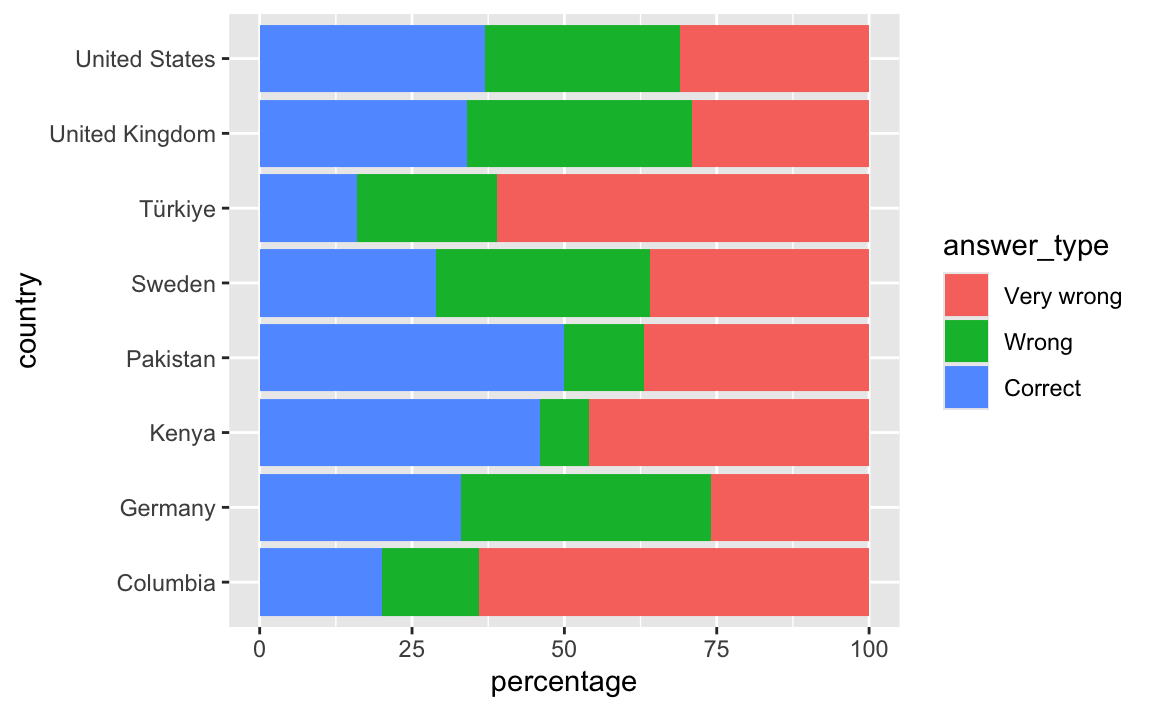 country
United States
United Kingdom
Türkiye
Sweden
Pakistan
Kenya
Germany
Columbia
0 25 50 75 100
percentage
answer_type
Very wrong
Wrong
Correct